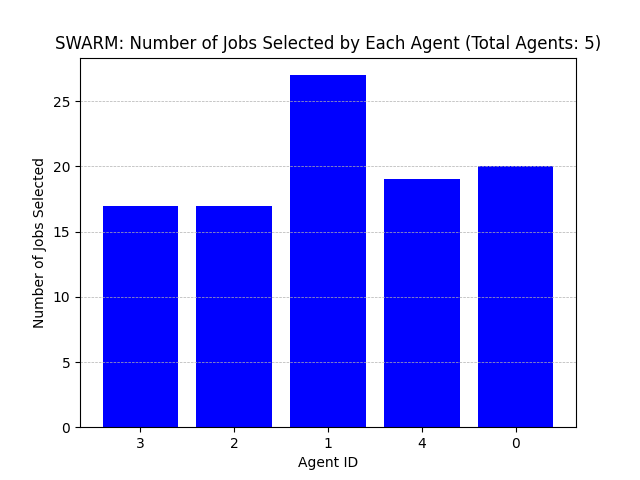 SWARM: Number of Jobs Selected by Each Agent (Total Agents: 5)
Number of Jobs Selected
25
20
15
10
5
0
3 2 1 4 0
Agent ID